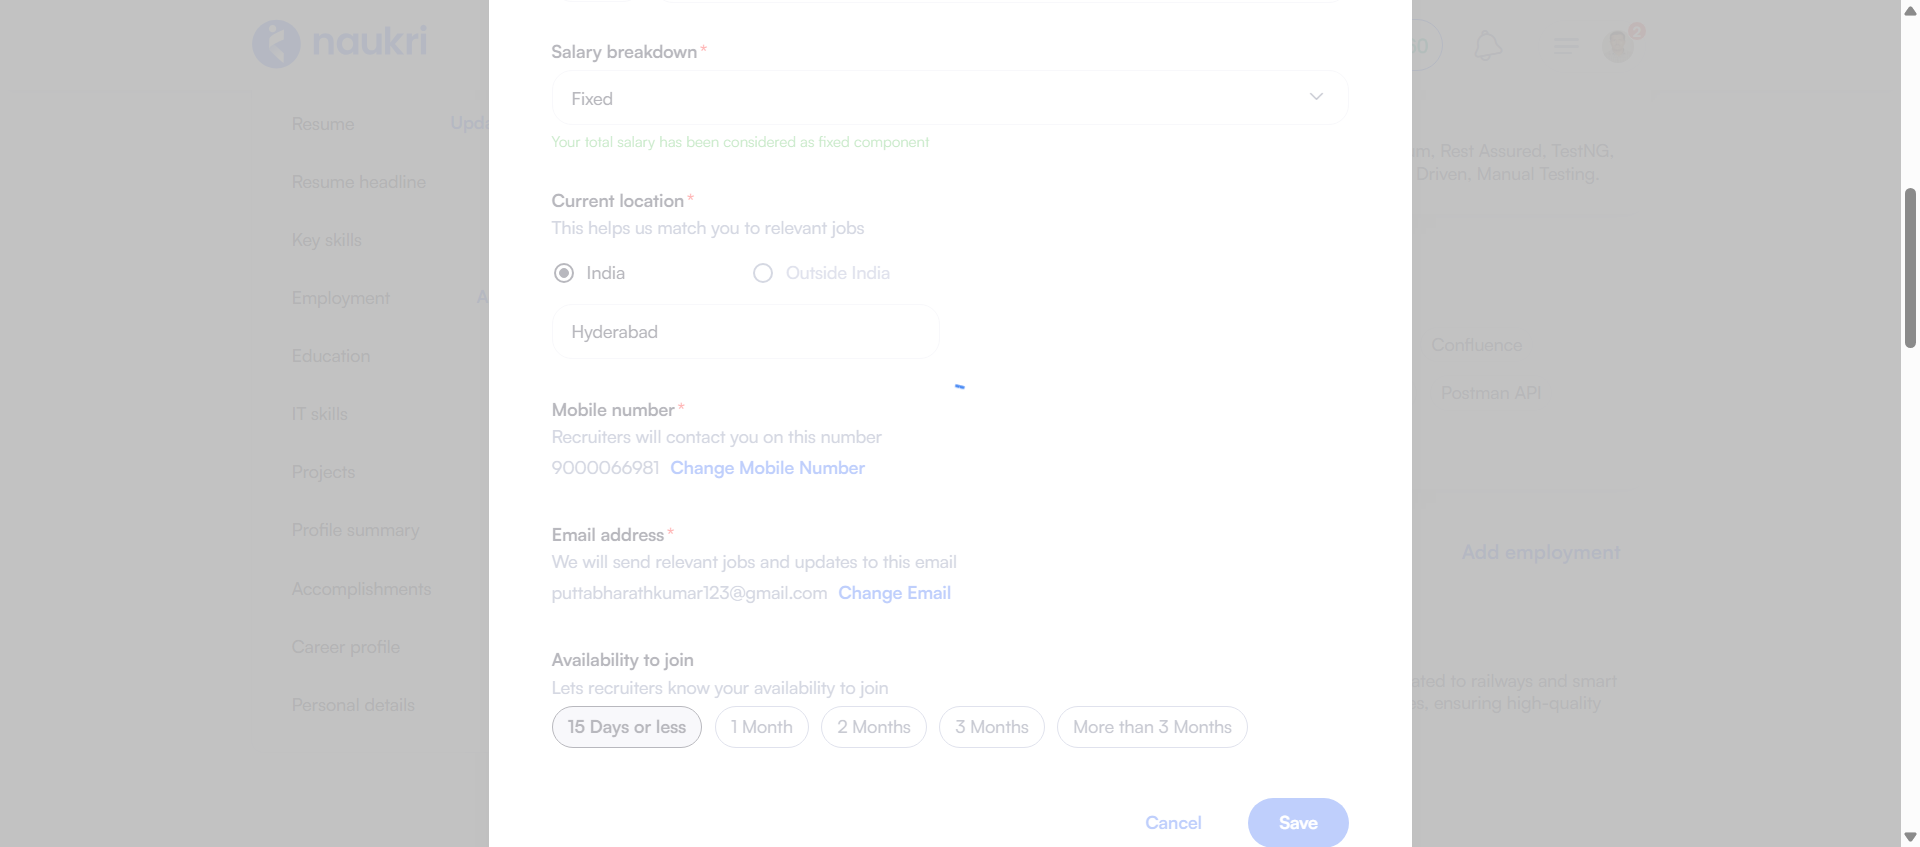 naukri
50
2
Resume
Upda
Resume headline
Key skills
Employment
A
Education
IT skills
Projects
Profile summary
Accomplishments
Career profile
Personal details
Salary breakdown*
Fixed
Your total salary has been considered as fixed component
Current location*
This helps us match you to relevant jobs
India
Outside India
Hyderabad
Mobile number*
Recruiters will contact you on this number
9000066981 Change Mobile Number
Email address*
We will send relevant jobs and updates to this email
puttabharathkumar123@gmail.com Change Email
Availability to join
Lets recruiters know your availability to join
15 Days or less
1 Month
2 Months
3 Months
More than 3 Months
Cancel
Save
m, Rest Assured, TestNG,
Driven, Manual Testing.
Confluence
Postman API
Add employment
ated to railways and smart
es, ensuring high-quality